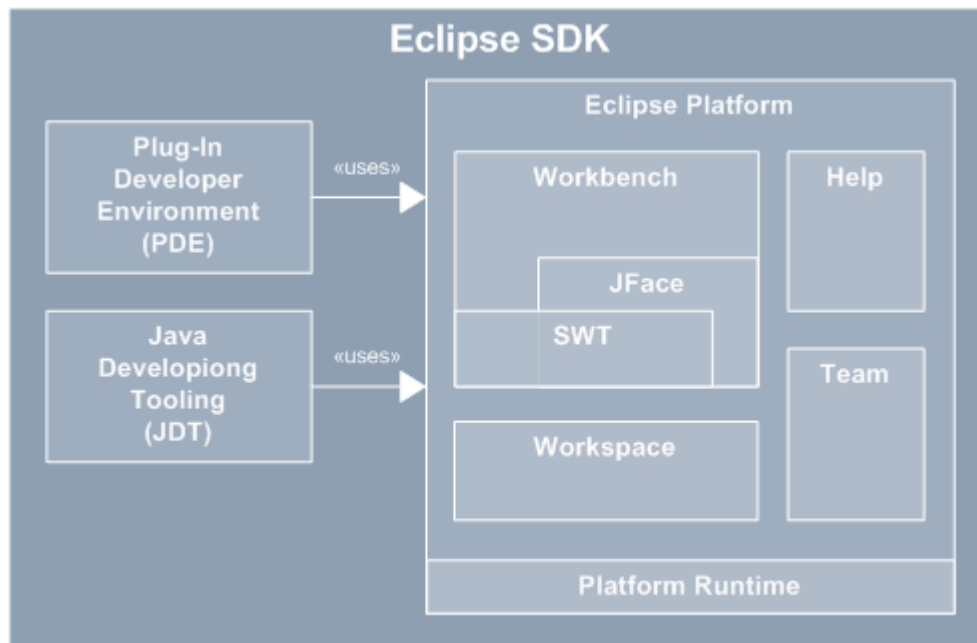 Eclipse SDK
Eclipse Platform
Plug-In
Developer
Environment
(PDE)
«uses»
Workbench
Help
JFace
SWT
Java
Developiong
Tooling
(JDT)
«uses»
Team
Workspace
Platform Runtime